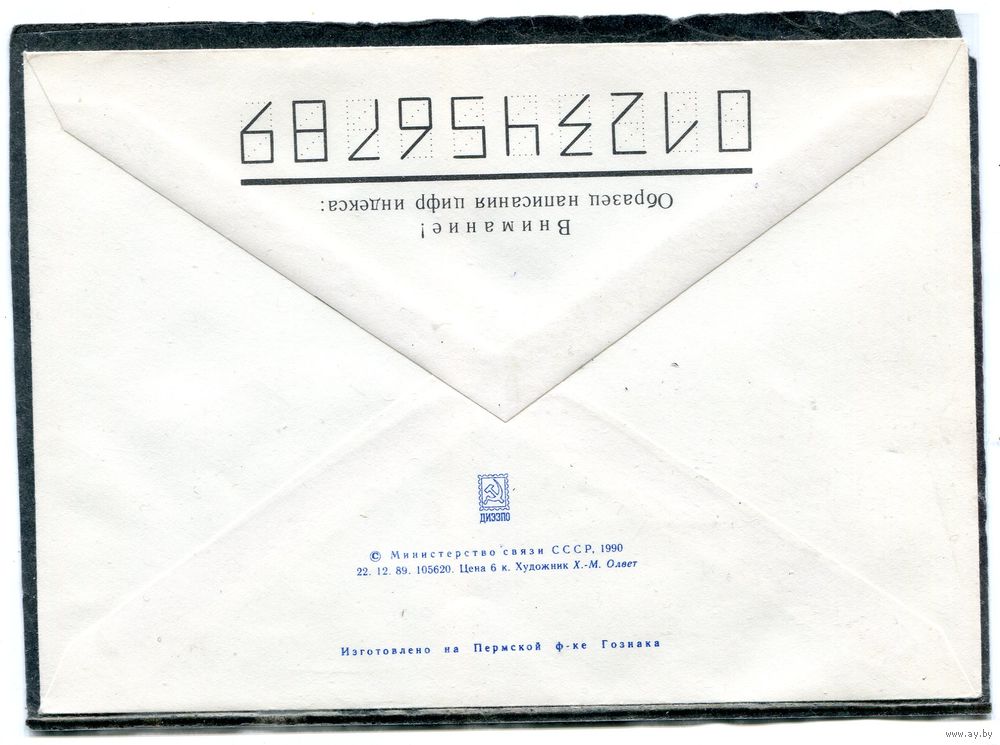 Внимание!
Образец написания цифр индекса:
0123456789
ДИЭЗПО
© Министерство связи СССР, 1990
22. 12. 89. 105620. Цена 6 к. Художник Х.-М. Олвет
Изготовлено на Пермской ф-ке Гознака
www.ay.by